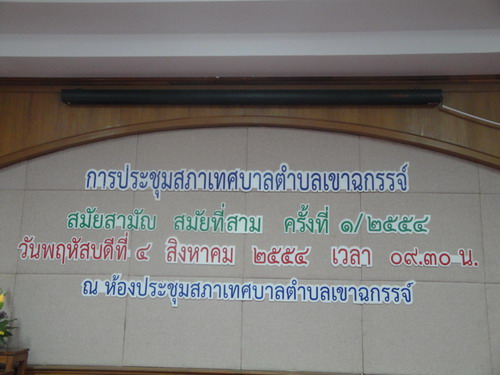 การประชุมสภาเทศบาลตำบลเขาฉกรรจ์
สมัยสามัญ สมัยที่สาม ครั้งที่ ๑/๒๕๕๔
วันพฤหัสบดีที่ ๔ สิงหาคม ๒๕๕๔ เวลา ๐๙.๓๐ น.
ณ ห้องประชุมสภาเทศบาลตำบลเขาฉกรรจ์